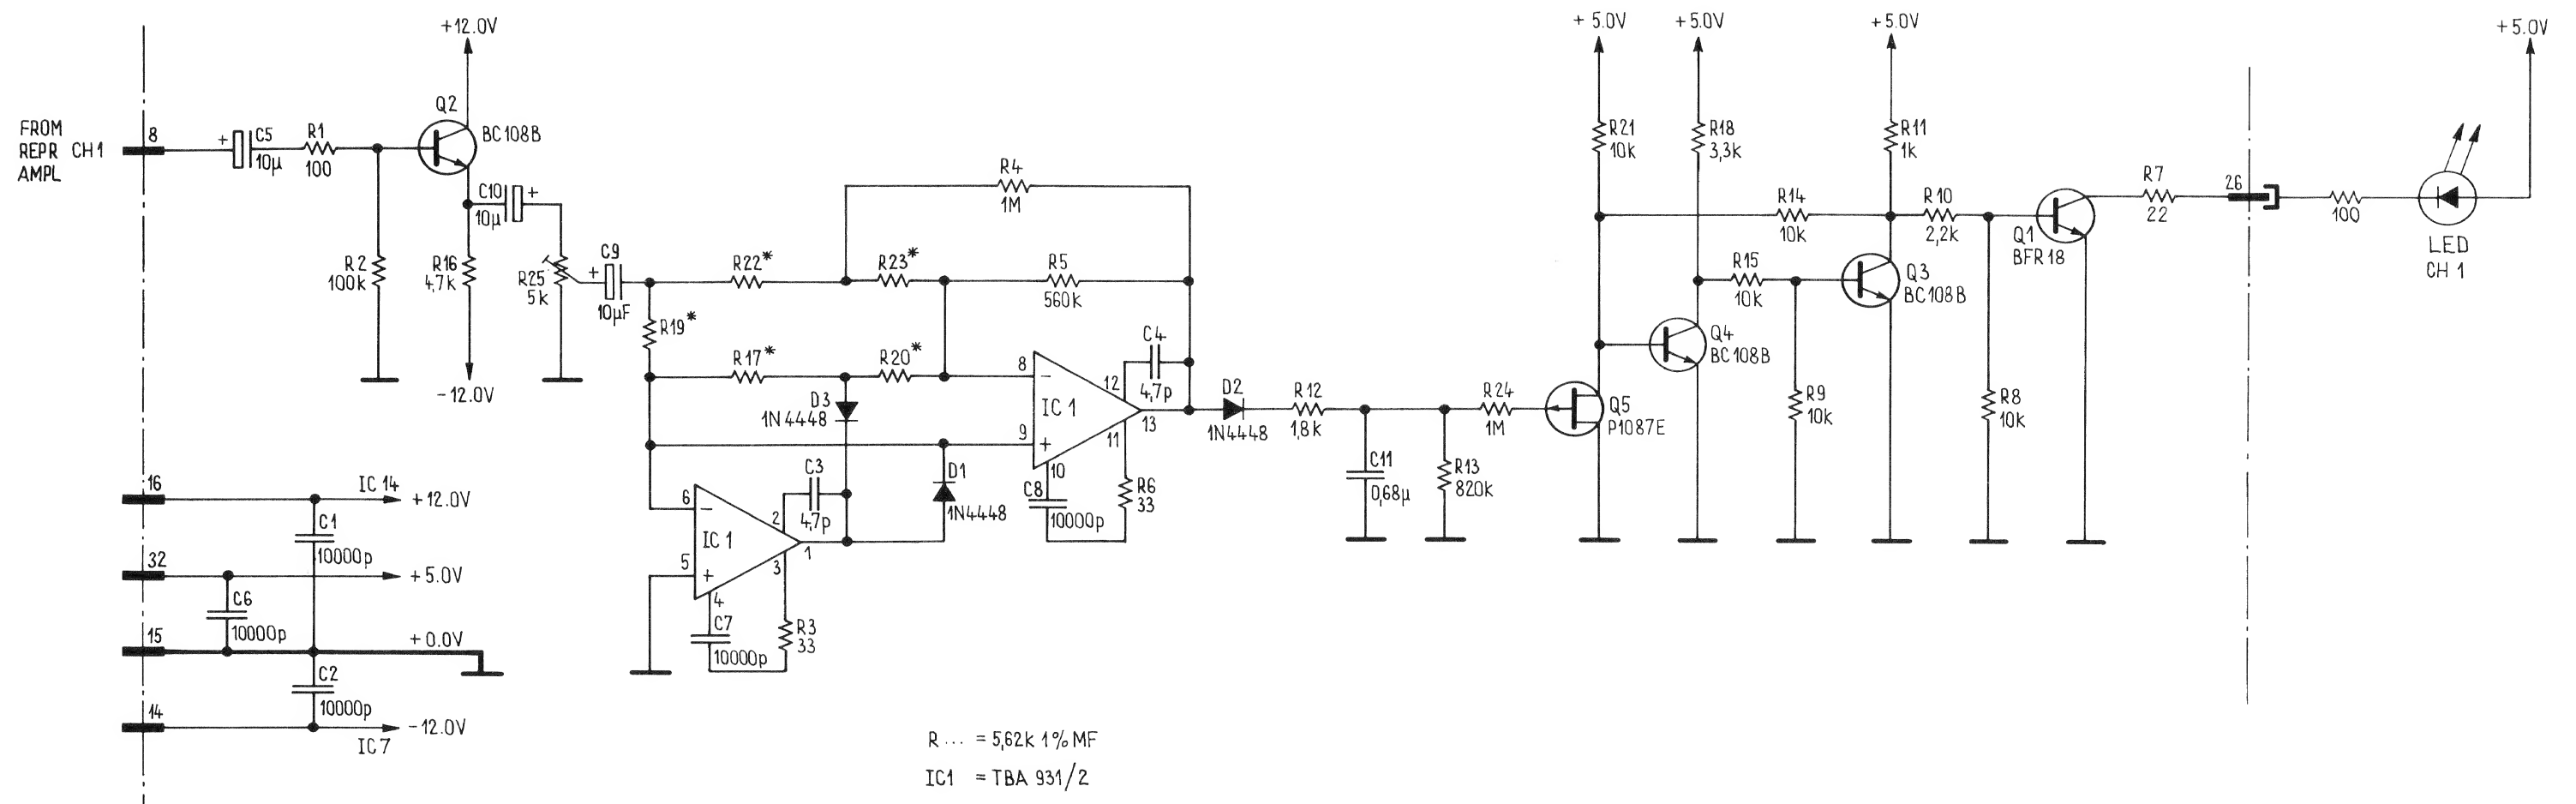 +12.0V
Q2
BC108B
FROM
REPR CH1
AMPL
8
+
C5
10µ
R1
100
R2
100k
C10
+
10µ
R16
4,7k
-12.0V
R25
5k
C9
+
10µF
R22*
R23*
R4
1M
R5
560k
R19*
R17*
R20*
D3
1N4448
8
-
9
+
IC1
12
C4
4,7p
13
11
10
C8
10000p
R6
33
D1
1N4448
C3
4,7p
6
-
5
+
IC1
2
1
3
4
C7
10000p
R3
33
D2
1N4448
R12
1,8k
C11
0,68µ
R13
820k
R24
1M
Q5
P1087E
+ 5.0V
R21
10k
+5.0V
R18
3,3k
Q4
BC108B
R15
10k
R14
10k
+5.0V
R11
1k
Q3
BC108B
R9
10k
R10
2,2k
R8
10k
Q1
BFR18
R7
22
26
100
LED
CH 1
+5.0V
16
IC 14
+12.0V
C1
10000p
32
+5.0V
C6
10000p
15
+0.0V
C2
10000p
14
-12.0V
IC7
R ... = 5,62k 1% MF
IC1 = TBA 931/2